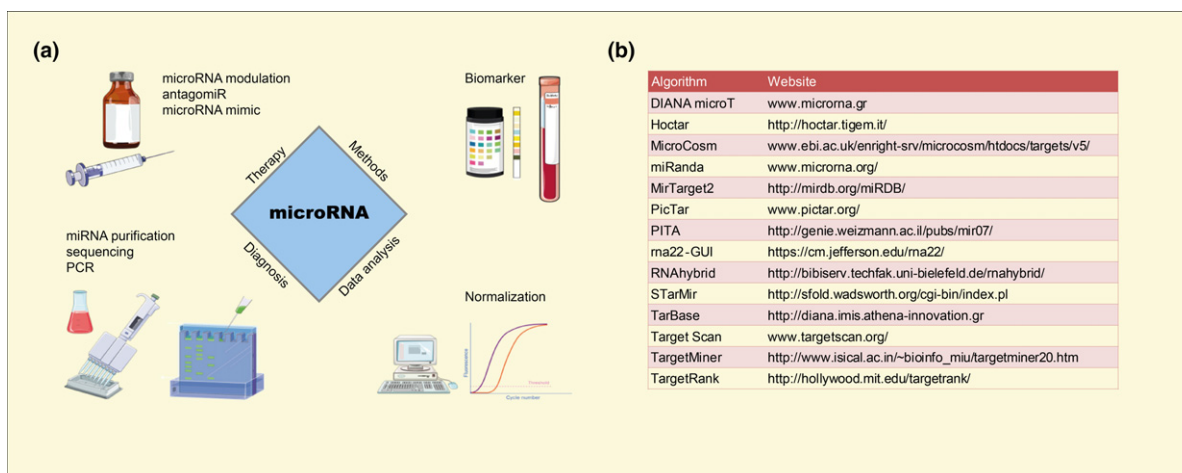 (a)
microRNA modulation
antagomiR
microRNA mimic
Biomarker
Therapy
Methods
microRNA
Diagnosis
Data analysis
miRNA purification
sequencing
PCR
Normalization
Fluorescence
Threshold
Cycle number
(b)
Algorithm Website
DIANA microT www.microrna.gr
Hoctar http://hoctar.tigem.it/
MicroCosm www.ebi.ac.uk/enright-srv/microcosm/htdocs/targets/v5/
miRanda www.microrna.org/
MirTarget2 http://mirdb.org/miRDB/
PicTar www.pictar.org/
PITA http://genie.weizmann.ac.il/pubs/mir07/
rna22-GUI https://cm.jefferson.edu/rna22/
RNAhybrid http://bibiserv.techfak.uni-bielefeld.de/rnahybrid/
STarMir http://sfold.wadsworth.org/cgi-bin/index.pl
TarBase http://diana.imis.athena-innovation.gr
Target Scan www.targetscan.org/
TargetMiner http://www.isical.ac.in/~bioinfo_miu/targetminer20.htm
TargetRank http://hollywood.mit.edu/targetrank/